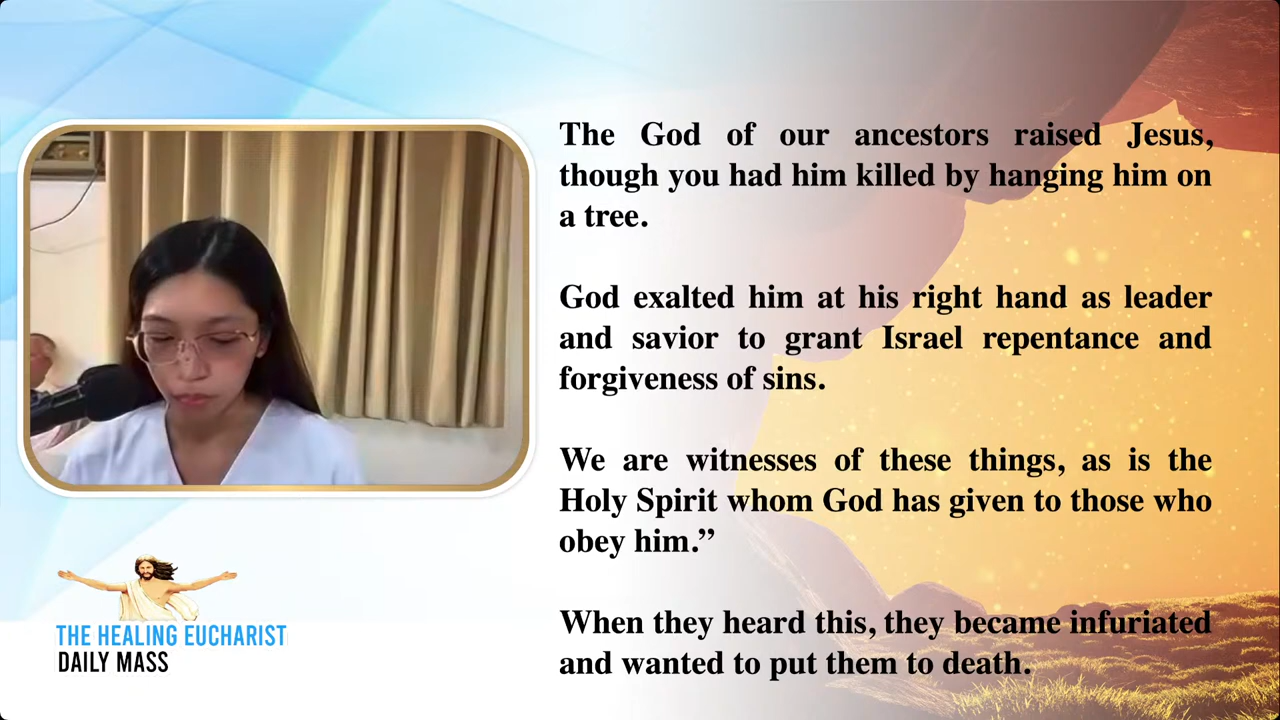 The God of our ancestors raised Jesus,
though you had him killed by hanging him on
a tree.
God exalted him at his right hand as leader
and savior to grant Israel repentance and
forgiveness of sins.
We are witnesses of these things, as is the
Holy Spirit whom God has given to those who
obey him.”
When they heard this, they became infuriated
and wanted to put them to death.
THE HEALING EUCHARIST
DAILY MASS